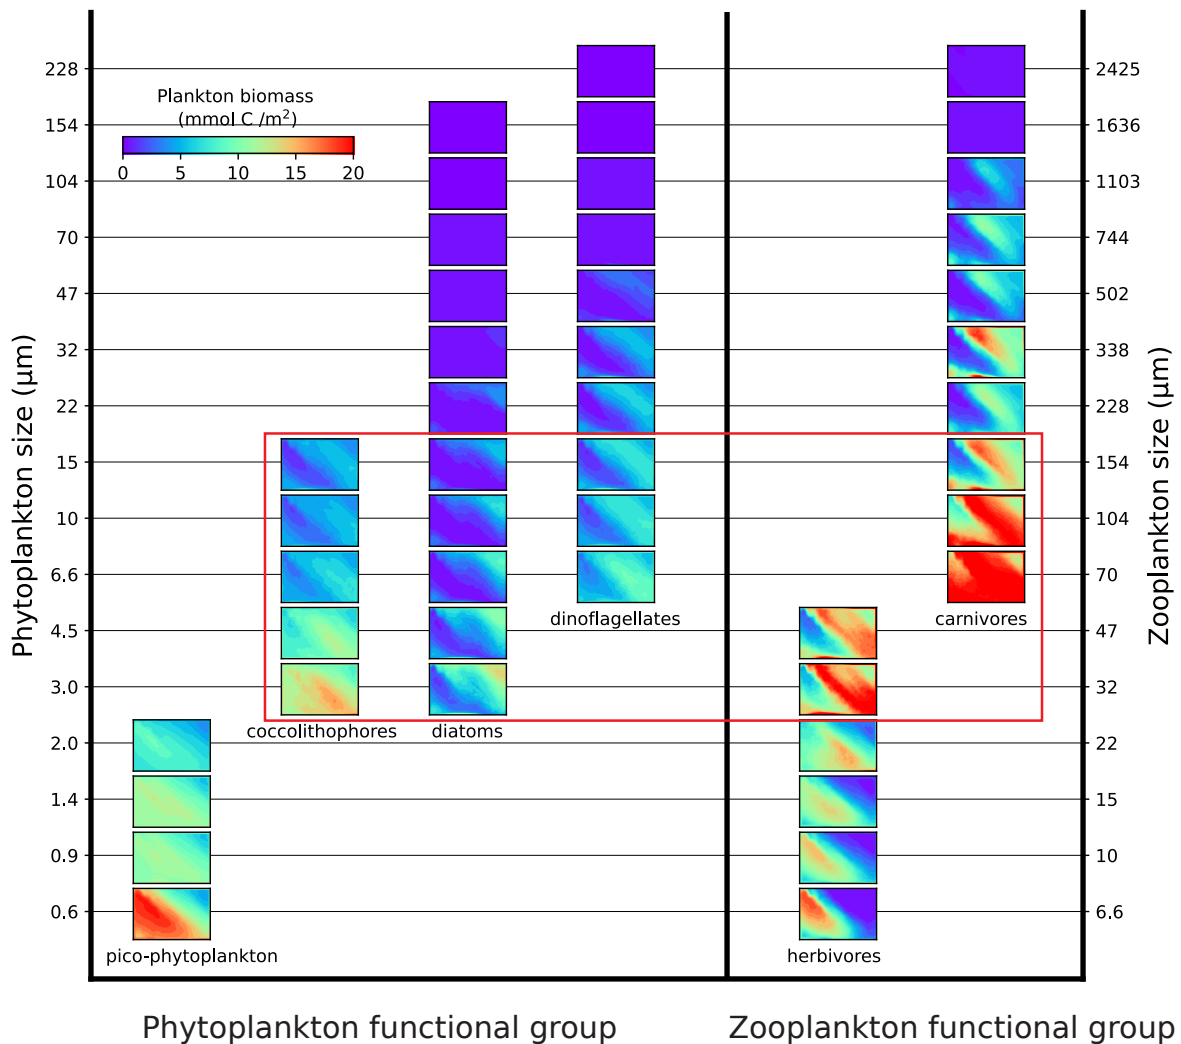 Plankton biomass
(mmol C /m²)
0 5 10 15 20
Phytoplankton size (μm)
228
154
104
70
47
32
22
15
10
6.6
4.5
3.0
2.0
1.4
0.9
0.6
2425
1636
1103
744
502
338
228
154
104
70
47
32
22
15
10
6.6
Zooplankton size (μm)
dinoflagellates
carnivores
coccolithophores
diatoms
pico-phytoplankton
herbivores
Phytoplankton functional group
Zooplankton functional group